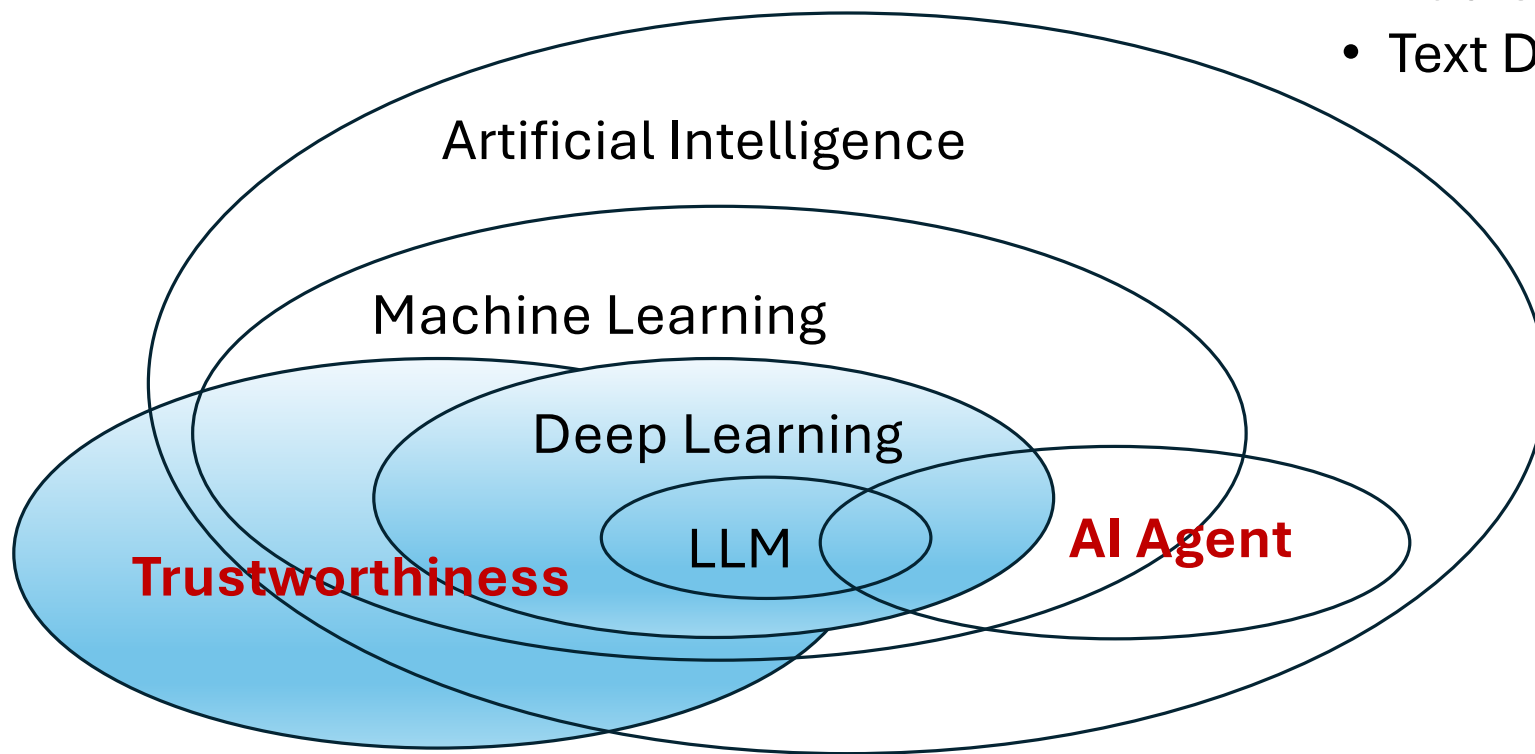 • Text D
Artificial Intelligence
Machine Learning
Deep Learning
LLM
AI Agent
Trustworthiness